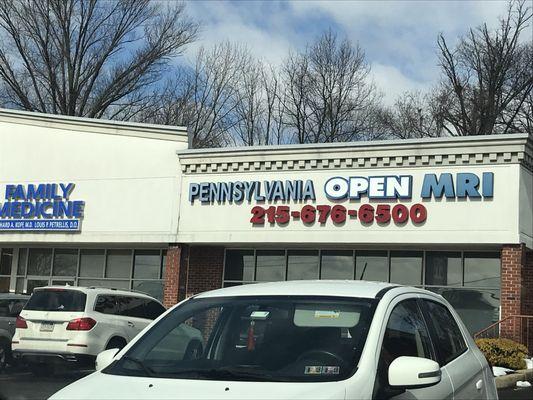 FAMILY
MEDICINE
LOUIS P. PETRELLIS, D.O.
PENNSYLVANIA OPEN MRI
215-676-6500